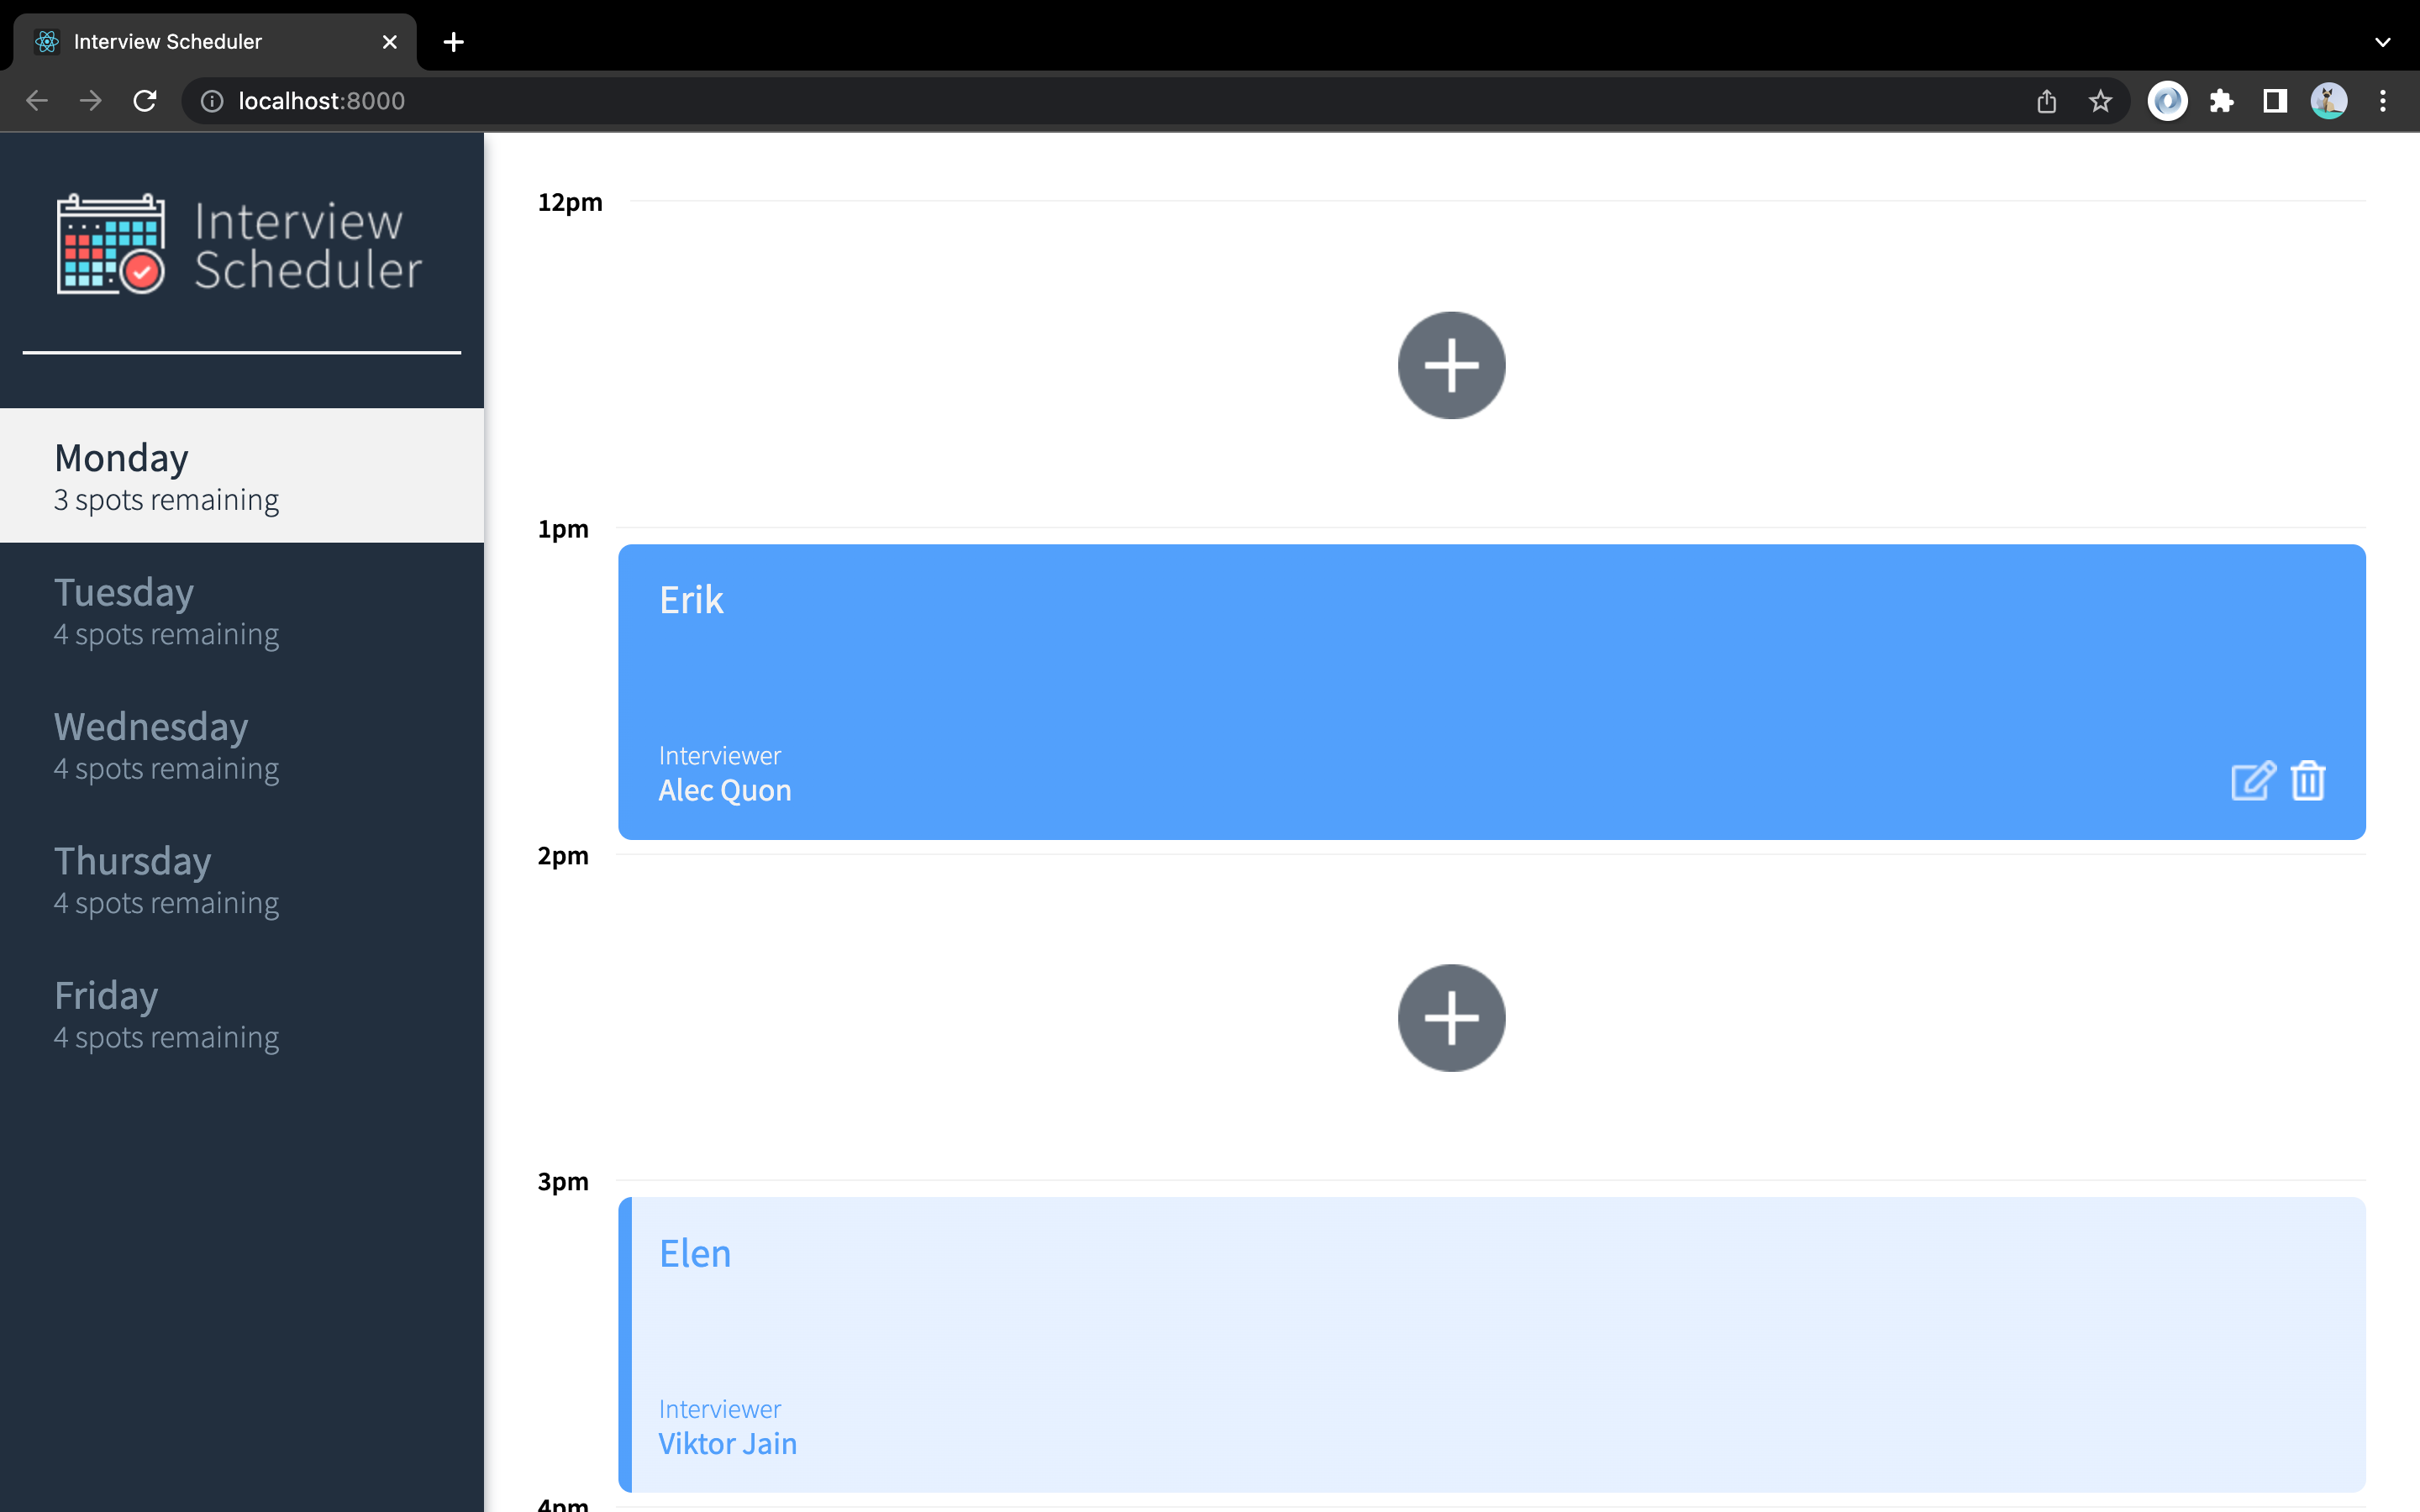 Interview Scheduler
localhost:8000
Interview
Scheduler
Monday
3 spots remaining
Tuesday
4 spots remaining
Wednesday
4 spots remaining
Thursday
4 spots remaining
Friday
4 spots remaining
12pm
1pm
Erik
Interviewer
Alec Quon
2pm
3pm
Elen
Interviewer
Viktor Jain
4pm